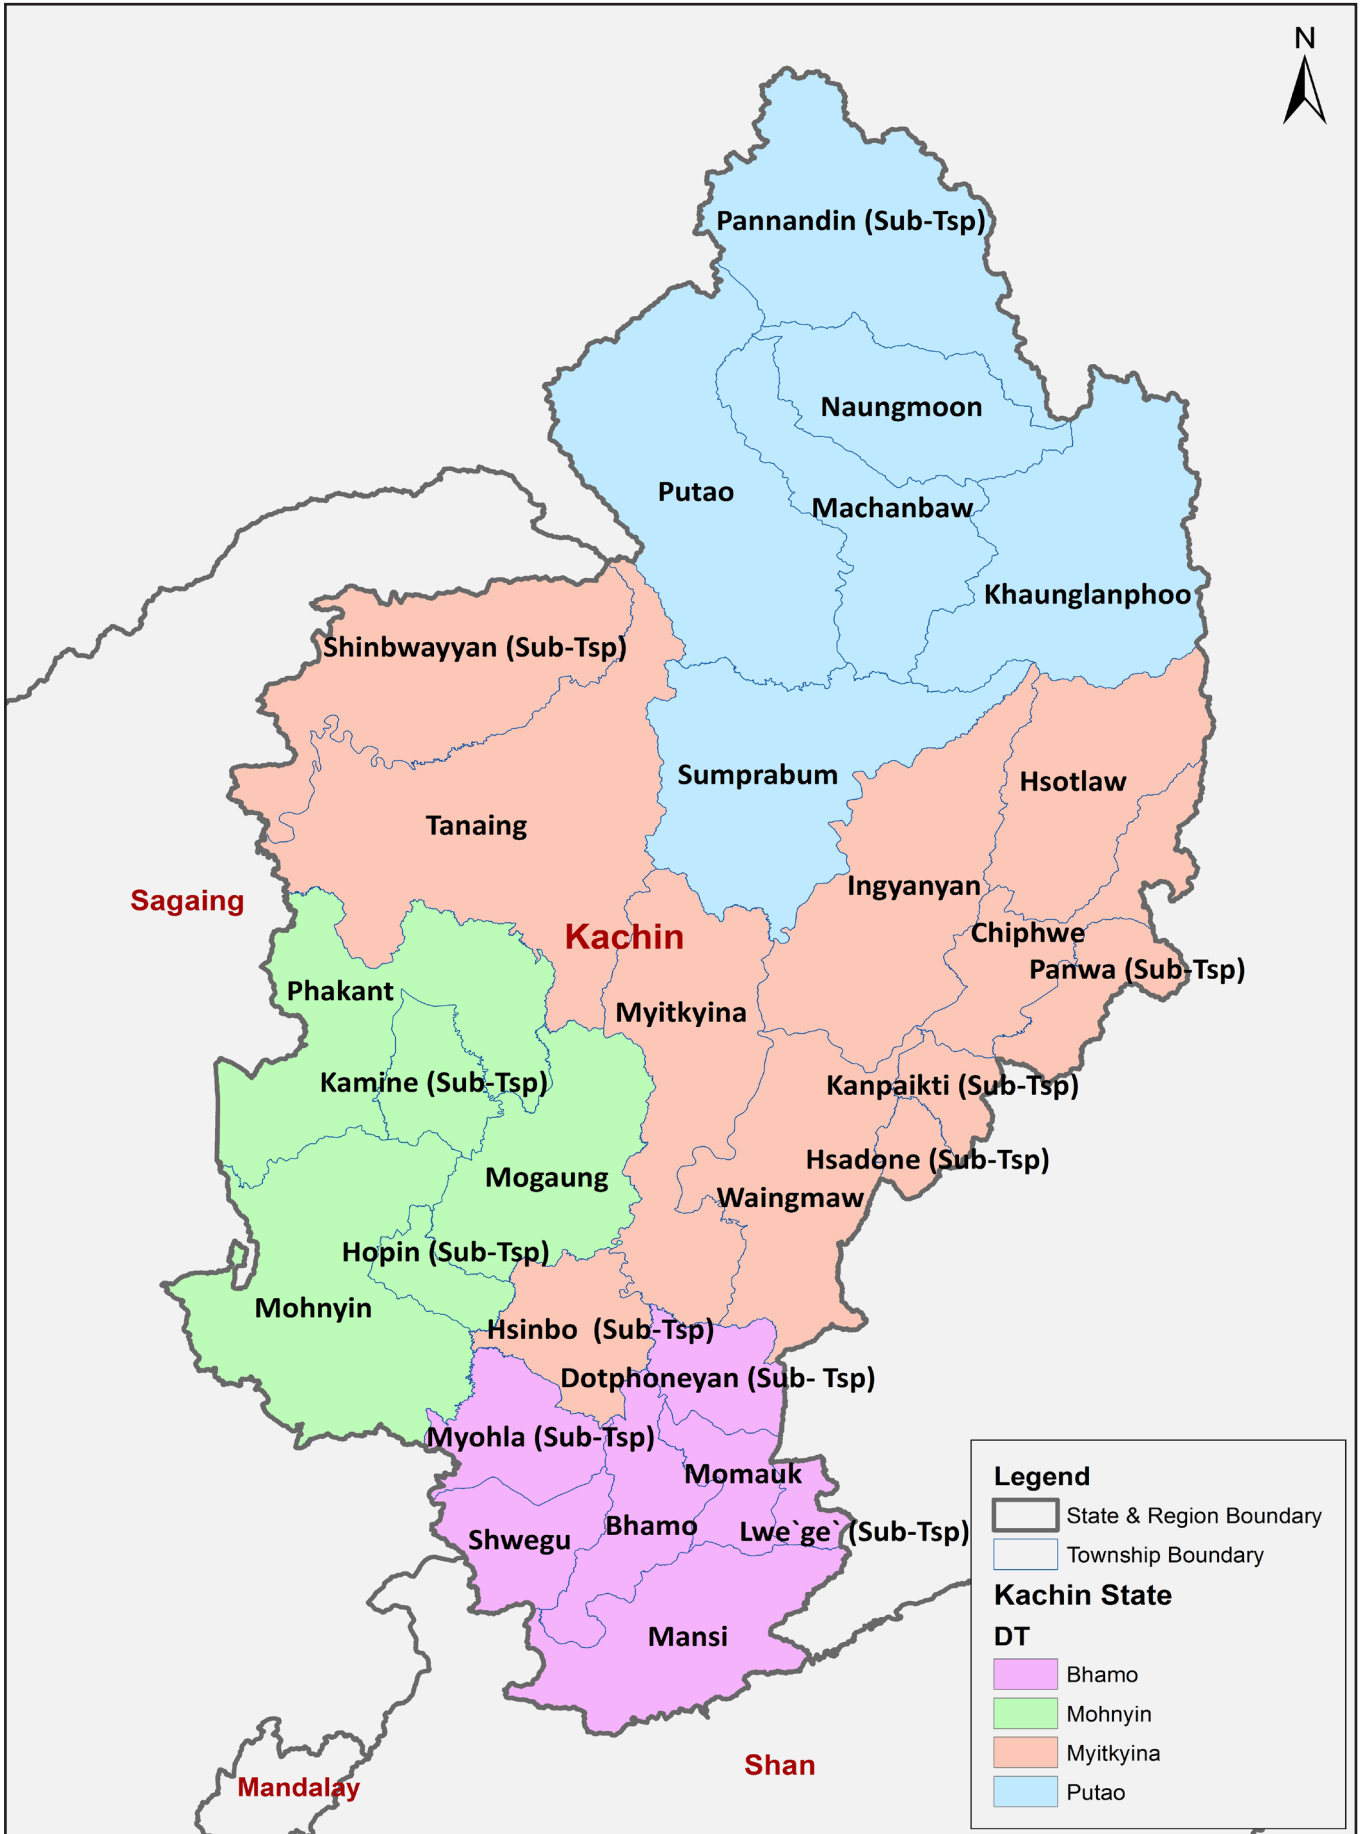 N
Pannandin (Sub-Tsp)
Naungmoon
Putao
Machanbaw
Khaunglanphoo
Shinbwayyan (Sub-Tsp)
Sumprabum
Hsotlaw
Tanaing
Ingyanyan
Sagaing
Kachin
Chiphwe
Panwa (Sub-Tsp)
Phakant
Myitkyina
Kamine (Sub-Tsp)
Kanpaikti (Sub-Tsp)
Hsadone (Sub-Tsp)
Mogaung
Waingmaw
Hopin (Sub-Tsp)
Mohnyin
Hsinbo (Sub-Tsp)
Dotphoneyan (Sub- Tsp)
Myohla (Sub-Tsp)
Momauk
Bhamo
Lwe`ge` (Sub-Tsp)
Shwegu
Mansi
Shan
Mandalay
Legend
State & Region Boundary
Township Boundary
Kachin State
DT
Bhamo
Mohnyin
Myitkyina
Putao